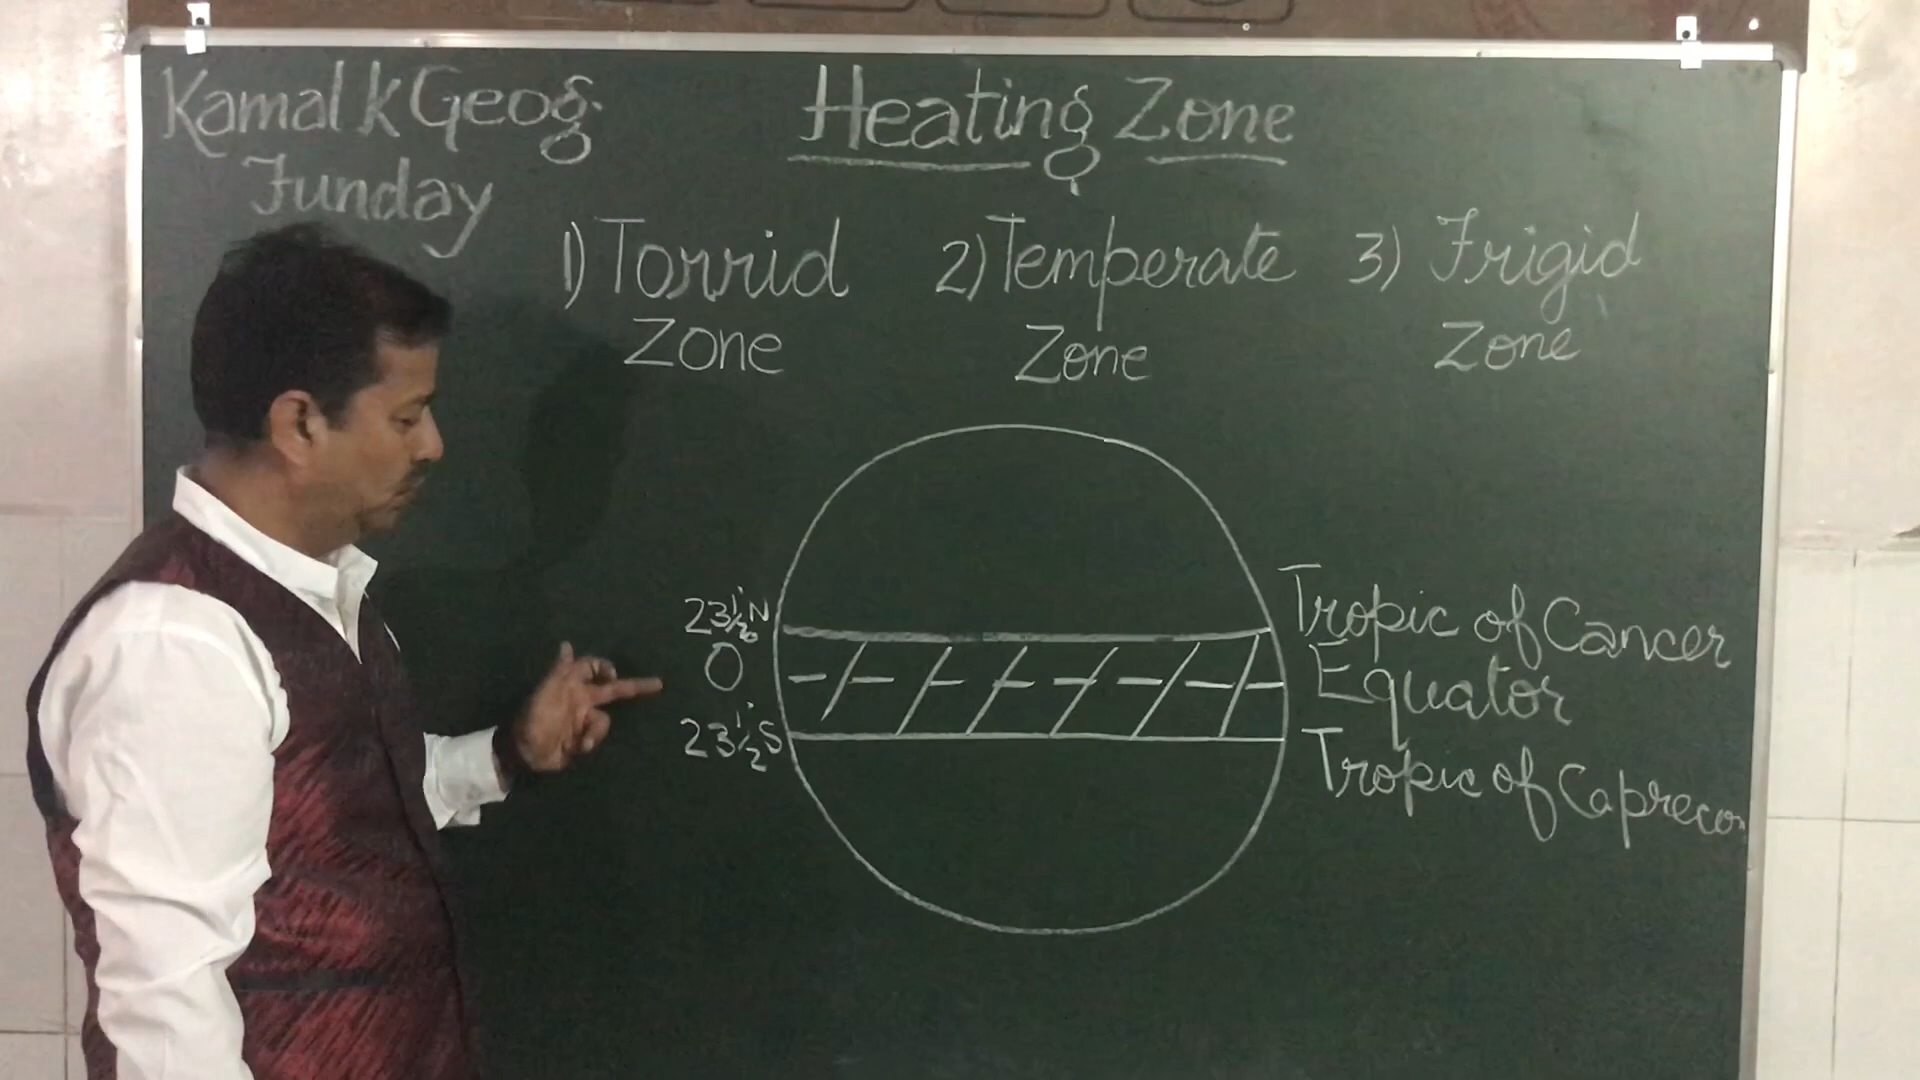 Kamal k Geog.
Funday
Heating Zone
1) Torrid Zone
2) Temperate Zone
3) Frigid Zone
23½°N
Tropic of Cancer
0
Equator
23½°S
Tropic of Caprecon